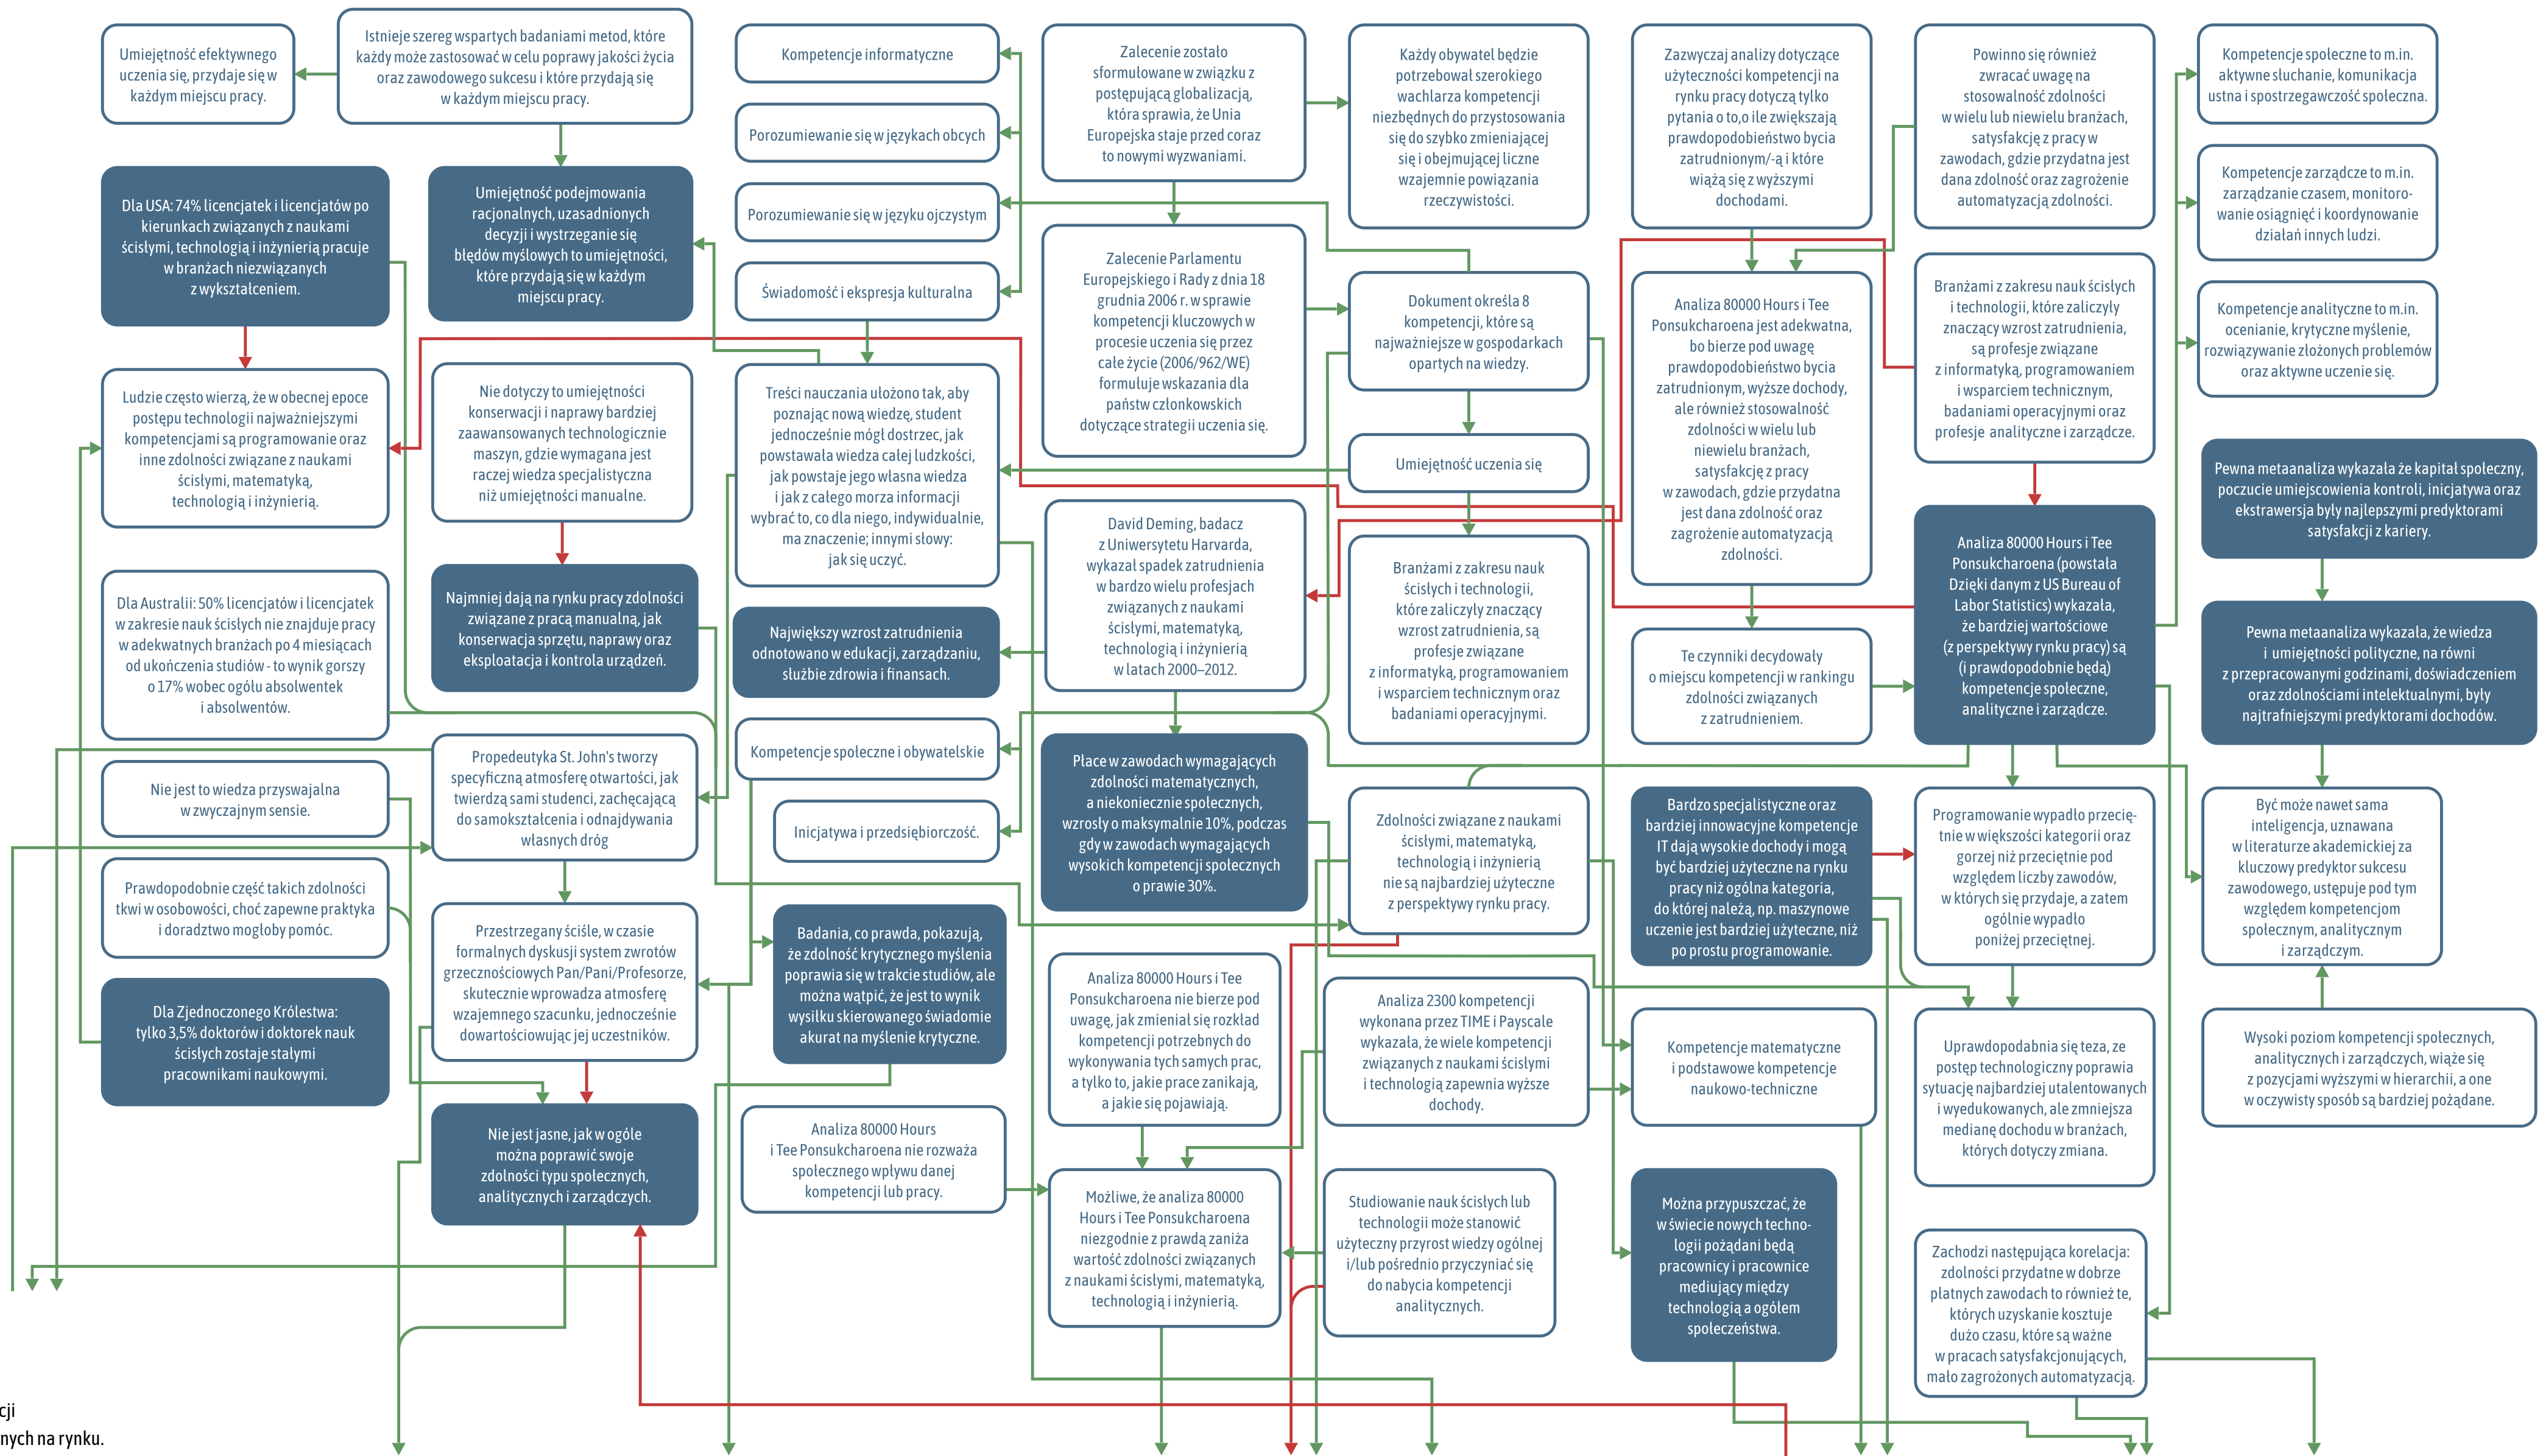 Umiejętność efektywnego
uczenia się, przydaje się w
każdym miejscu pracy.
Istnieje szereg wspartych badaniami metod, które
każdy może zastosować w celu poprawy jakości życia
oraz zawodowego sukcesu i które przydają się
w każdym miejscu pracy.
Kompetencje informatyczne
Porozumiewanie się w językach obcych
Porozumiewanie się w języku ojczystym
Świadomość i ekspresja kulturalna
Zalecenie zostało
sformułowane w związku z
postępującą globalizacją,
która sprawia, że Unia
Europejska staje przed coraz
to nowymi wyzwaniami.
Każdy obywatel będzie
potrzebował szerokiego
wachlarza kompetencji
niezbędnych do przystosowania
się do szybko zmieniającej
się i obejmującej liczne
wzajemnie powiązania
rzeczywistości.
Zazwyczaj analizy dotyczące
użyteczności kompetencji na
rynku pracy dotyczą tylko
pytania o to,o ile zwiększają
prawdopodobieństwo bycia
zatrudnionym/-ą i które
wiążą się z wyższymi
dochodami.
Powinno się również
zwracać uwagę na
stosowalność zdolności
w wielu lub niewielu branżach,
satysfakcję z pracy w
zawodach, gdzie przydatna jest
dana zdolność oraz zagrożenie
automatyzacją zdolności.
Kompetencje społeczne to m.in.
aktywne słuchanie, komunikacja
ustna i spostrzegawczość społeczna.
Kompetencje zarządcze to m.in.
zarządzanie czasem, monitoro-
wanie osiągnięć i koordynowanie
działań innych ludzi.
Kompetencje analityczne to m.in.
ocenianie, krytyczne myślenie,
rozwiązywanie złożonych problemów
oraz aktywne uczenie się.
Dla USA: 74% licencjatek i licencjatów po
kierunkach związanych z naukami
ścisłymi, technologią i inżynierią pracuje
w branżach niezwiązanych
z wykształceniem.
Umiejętność podejmowania
racjonalnych, uzasadnionych
decyzji i wystrzeganie się
błędów myślowych to umiejętności,
które przydają się w każdym
miejscu pracy.
Zalecenie Parlamentu
Europejskiego i Rady z dnia 18
grudnia 2006 r. w sprawie
kompetencji kluczowych w
procesie uczenia się przez
całe życie (2006/962/WE)
formułuje wskazania dla
państw członkowskich
dotyczące strategii uczenia się.
Dokument określa 8
kompetencji, które są
najważniejsze w gospodarkach
opartych na wiedzy.
Analiza 80000 Hours i Tee
Ponsukcharoena jest adekwatna,
bo bierze pod uwagę
prawdopodobieństwo bycia
zatrudnionym, wyższe dochody,
ale również stosowalność
zdolności w wielu lub
niewielu branżach,
satysfakcję z pracy
w zawodach, gdzie przydatna
jest dana zdolność oraz
zagrożenie automatyzacją
zdolności.
Branżami z zakresu nauk ścisłych
i technologii, które zaliczyły
znaczący wzrost zatrudnienia,
są profesje związane
z informatyką, programowaniem
i wsparciem technicznym,
badaniami operacyjnymi oraz
profesje analityczne i zarządcze.
Ludzie często wierzą, że w obecnej epoce
postępu technologii najważniejszymi
kompetencjami są programowanie oraz
inne zdolności związane z naukami
ścisłymi, matematyką,
technologią i inżynierią.
Nie dotyczy to umiejętności
konserwacji i naprawy bardziej
zaawansowanych technologicznie
maszyn, gdzie wymagana jest
raczej wiedza specjalistyczna
niż umiejętności manualne.
Treści nauczania ułożono tak, aby
poznając nową wiedzę, student
jednocześnie mógł dostrzec, jak
powstawała wiedza całej ludzkości,
jak powstaje jego własna wiedza
i jak z całego morza informacji
wybrać to, co dla niego, indywidualnie,
ma znaczenie; innymi słowy:
jak się uczyć.
Umiejętność uczenia się
Pewna metaanaliza wykazała że kapitał społeczny,
poczucie umiejscowienia kontroli, inicjatywa oraz
ekstrawersja były najlepszymi predyktorami
satysfakcji z kariery.
David Deming, badacz
z Uniwersytetu Harvarda,
wykazał spadek zatrudnienia
w bardzo wielu profesjach
związanych z naukami
ścisłymi, matematyką,
technologią i inżynierią
w latach 2000–2012.
Branżami z zakresu nauk
ścisłych i technologii,
które zaliczyły znaczący
wzrost zatrudnienia, są
profesje związane
z informatyką, programowaniem
i wsparciem technicznym oraz
badaniami operacyjnymi.
Analiza 80000 Hours i Tee
Ponsukcharoena (powstała
Dzięki danym z US Bureau of
Labor Statistics) wykazała,
że bardziej wartościowe
(z perspektywy rynku pracy) są
(i prawdopodobnie będą)
kompetencje społeczne,
analityczne i zarządcze.
Dla Australii: 50% licencjatów i licencjatek
w zakresie nauk ścisłych nie znajduje pracy
w adekwatnych branżach po 4 miesiącach
od ukończenia studiów - to wynik gorszy
o 17% wobec ogółu absolwentek
i absolwentów.
Najmniej dają na rynku pracy zdolności
związane z pracą manualną, jak
konserwacja sprzętu, naprawy oraz
eksploatacja i kontrola urządzeń.
Największy wzrost zatrudnienia
odnotowano w edukacji, zarządzaniu,
służbie zdrowia i finansach.
Te czynniki decydowały
o miejscu kompetencji w rankingu
zdolności związanych
z zatrudnieniem.
Pewna metaanaliza wykazała, że wiedza
i umiejętności polityczne, na równi
z przepracowanymi godzinami, doświadczeniem
oraz zdolnościami intelektualnymi, były
najtrafniejszymi predyktorami dochodów.
Propedeutyka St. John's tworzy
specyficzną atmosferę otwartości, jak
twierdzą sami studenci, zachęcającą
do samokształcenia i odnajdywania
własnych dróg
Kompetencje społeczne i obywatelskie
Płace w zawodach wymagających
zdolności matematycznych,
a niekoniecznie społecznych,
wzrosły o maksymalnie 10%, podczas
gdy w zawodach wymagających
wysokich kompetencji społecznych
o prawie 30%.
Nie jest to wiedza przyswajalna
w zwyczajnym sensie.
Inicjatywa i przedsiębiorczość.
Zdolności związane z naukami
ścisłymi, matematyką,
technologią i inżynierią
nie są najbardziej użyteczne
z perspektywy rynku pracy.
Bardzo specjalistyczne oraz
bardziej innowacyjne kompetencje
IT dają wysokie dochody i mogą
być bardziej użyteczne na rynku
pracy niż ogólna kategoria,
do której należą, np. maszynowe
uczenie jest bardziej użyteczne, niż
po prostu programowanie.
Programowanie wypadło przecię-
tnie w większości kategorii oraz
gorzej niż przeciętnie pod
względem liczby zawodów,
w których się przydaje, a zatem
ogólnie wypadło
poniżej przeciętnej.
Być może nawet sama
inteligencja, uznawana
w literaturze akademickiej za
kluczowy predyktor sukcesu
zawodowego, ustępuje pod tym
względem kompetencjom
społecznym, analitycznym
i zarządczym.
Prawdopodobnie część takich zdolności
tkwi w osobowości, choć zapewne praktyka
i doradztwo mogłoby pomóc.
Przestrzegany ściśle, w czasie
formalnych dyskusji system zwrotów
grzecznościowych Pan/Pani/Profesorze,
skutecznie wprowadza atmosferę
wzajemnego szacunku, jednocześnie
dowartościowując jej uczestników.
Badania, co prawda, pokazują,
że zdolność krytycznego myślenia
poprawia się w trakcie studiów, ale
można wątpić, że jest to wynik
wysiłku skierowanego świadomie
akurat na myślenie krytyczne.
Analiza 80000 Hours i Tee
Ponsukcharoena nie bierze pod
uwagę, jak zmieniał się rozkład
kompetencji potrzebnych do
wykonywania tych samych prac,
a tylko to, jakie prace zanikają,
a jakie się pojawiają.
Analiza 2300 kompetencji
wykonana przez TIME i Payscale
wykazała, że wiele kompetencji
związanych z naukami ścisłymi
i technologią zapewnia wyższe
dochody.
Kompetencje matematyczne
i podstawowe kompetencje
naukowo-techniczne
Uprawdopodabnia się teza, ze
postęp technologiczny poprawia
sytuację najbardziej utalentowanych
i wyedukowanych, ale zmniejsza
medianę dochodu w branżach,
których dotyczy zmiana.
Wysoki poziom kompetencji społecznych,
analitycznych i zarządczych, wiąże się
z pozycjami wyższymi w hierarchii, a one
w oczywisty sposób są bardziej pożądane.
Dla Zjednoczonego Królestwa:
tylko 3,5% doktorów i doktorek nauk
ścisłych zostaje stałymi
pracownikami naukowymi.
Nie jest jasne, jak w ogóle
można poprawić swoje
zdolności typu społecznych,
analitycznych i zarządczych.
Analiza 80000 Hours
i Tee Ponsukcharoena nie rozważa
społecznego wpływu danej
kompetencji lub pracy.
Możliwe, że analiza 80000
Hours i Tee Ponsukcharoena
niezgodnie z prawdą zaniża
wartość zdolności związanych
z naukami ścisłymi, matematyką,
technologią i inżynierią.
Studiowanie nauk ścisłych lub
technologii może stanowić
użyteczny przyrost wiedzy ogólnej
i/lub pośrednio przyczyniać się
do nabycia kompetencji
analitycznych.
Można przypuszczać, że
w świecie nowych techno-
logii pożądani będą
pracownicy i pracownice
mediujący między
technologią a ogółem
społeczeństwa.
Zachodzi następująca korelacja:
zdolności przydatne w dobrze
płatnych zawodach to również te,
których uzyskanie kosztuje
dużo czasu, które są ważne
w pracach satysfakcjonujących,
mało zagrożonych automatyzacją.
cji
nych na rynku.